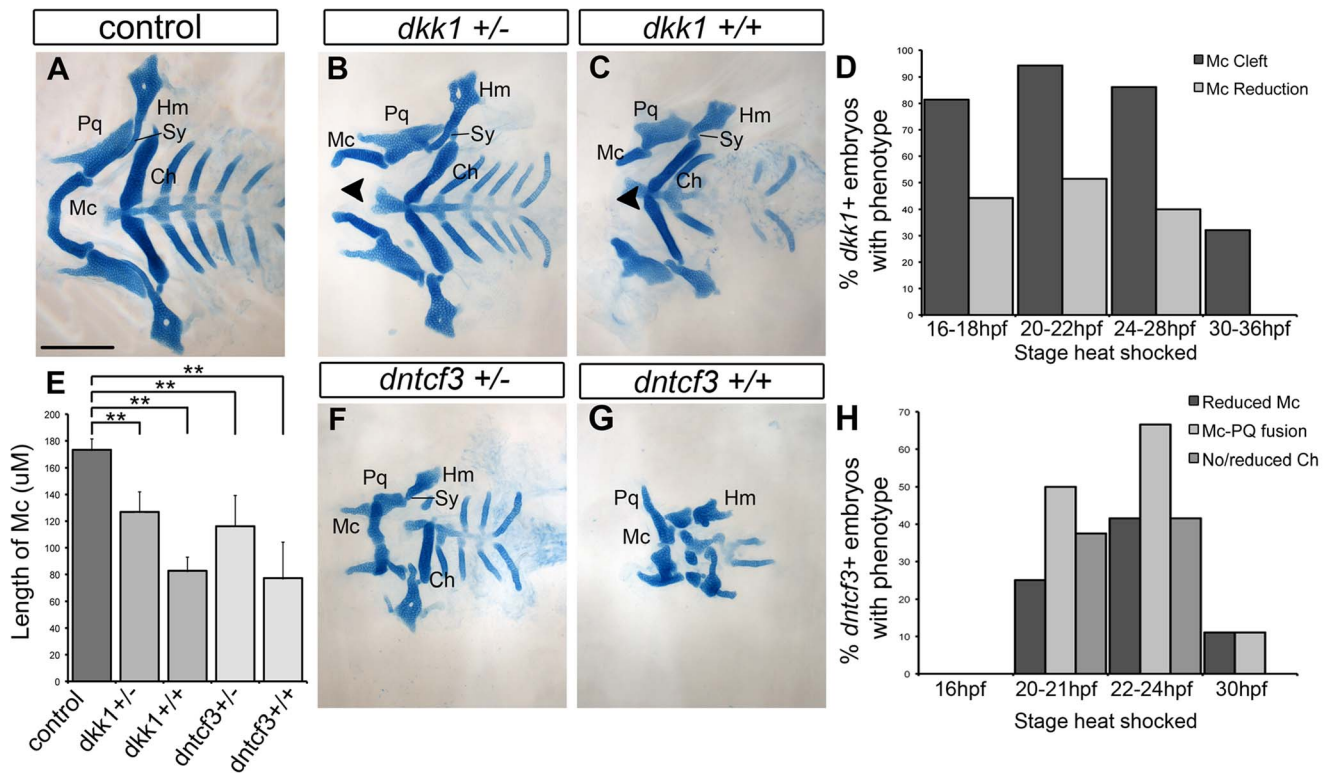 control
dkk1 +/-
dkk1 +/+
A
Hm
Pq
Sy
Ch
Mc
B
Hm
Pq
Sy
Mc
Ch
C
Hm
Pq
Sy
Mc
Ch
D
% dkk1+ embryos
with phenotype
100
90
80
70
60
50
40
30
20
10
0
Mc Cleft
Mc Reduction
16-18hpf 20-22hpf 24-28hpf 30-36hpf
Stage heat shocked
E
**
**
**
**
Length of Mc (uM)
200
180
160
140
120
100
80
60
40
20
0
control
dkk1+/-
dkk1+/+
dntcf3+/-
dntcf3+/+
dntcf3 +/-
dntcf3 +/+
F
Pq
Hm
Sy
Mc
Ch
G
Pq
Hm
Mc
H
% dntcf3+ embryos
with phenotype
70
60
50
40
30
20
10
0
Reduced Mc
Mc-PQ fusion
No/reduced Ch
16hpf 20-21hpf 22-24hpf 30hpf
Stage heat shocked